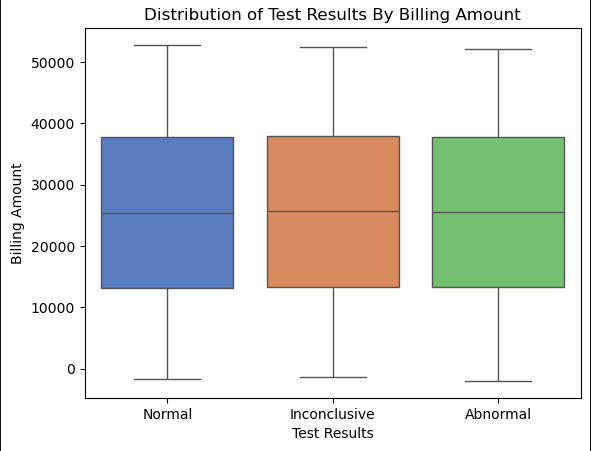 Distribution of Test Results By Billing Amount
Billing Amount
50000
40000
30000
20000
10000
0
Normal Inconclusive Abnormal
Test Results